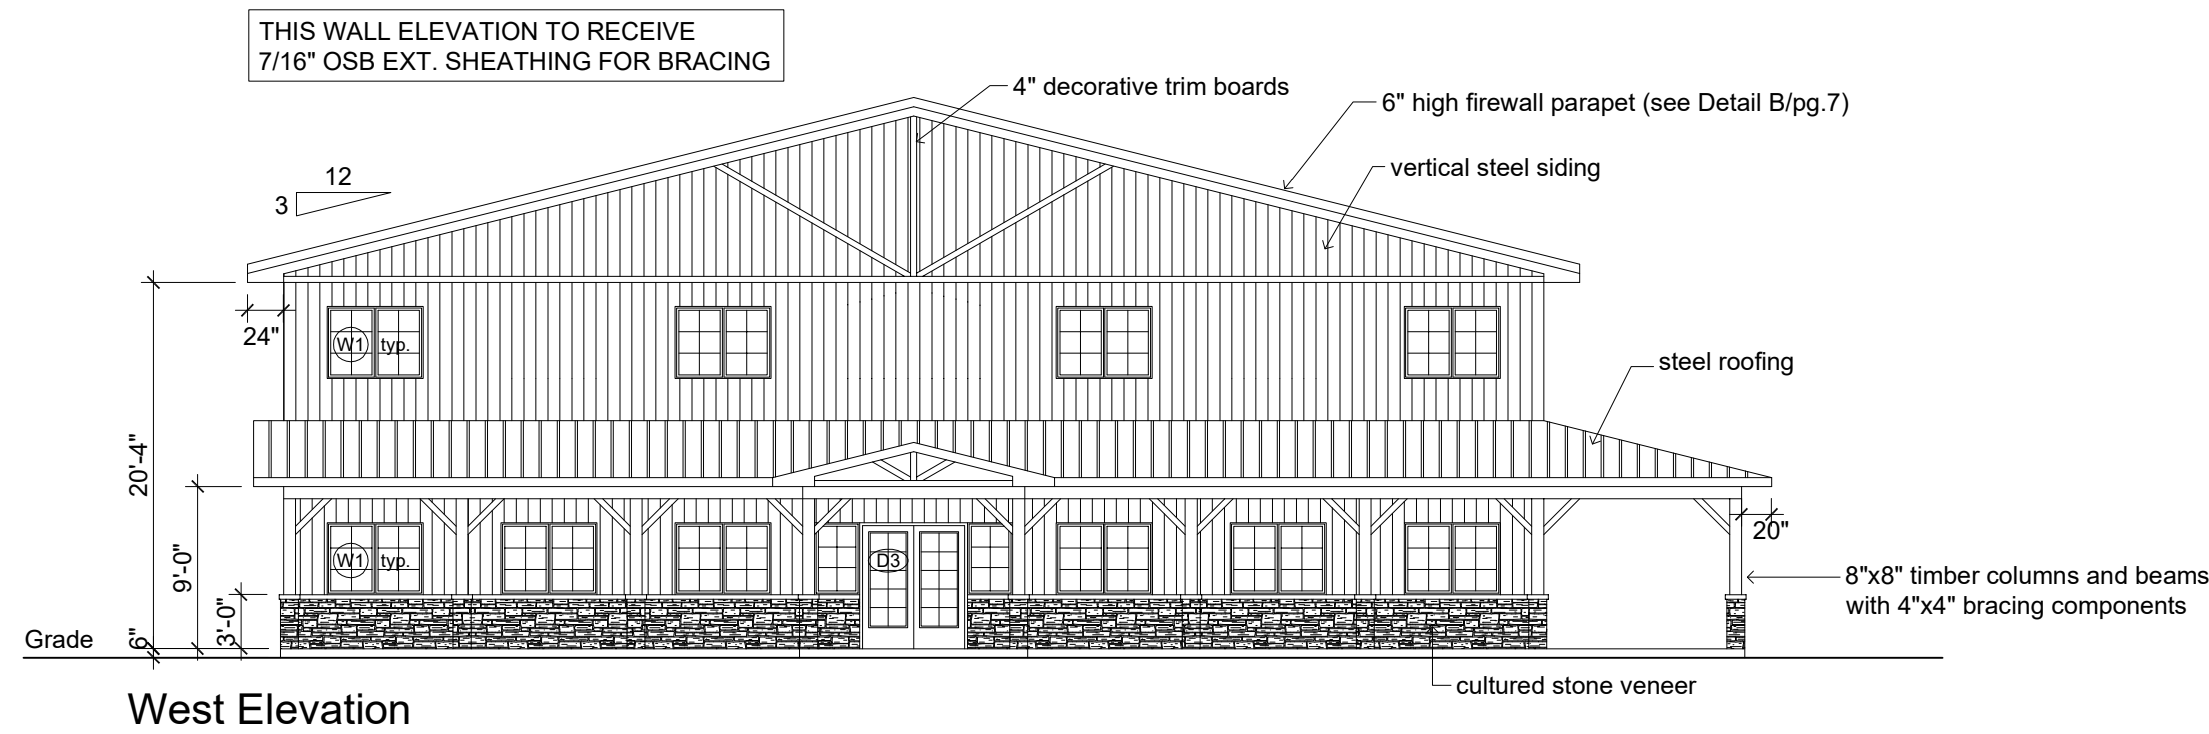 THIS WALL ELEVATION TO RECEIVE
7/16" OSB EXT. SHEATHING FOR BRACING
4" decorative trim boards
6" high firewall parapet (see Detail B/pg.7)
vertical steel siding
12
3
24"
W1 typ.
steel roofing
20'-4"
9'-0"
3'-0"
6"
W1 typ.
D3
20"
8"x8" timber columns and beams
with 4"x4" bracing components
Grade
cultured stone veneer
West Elevation